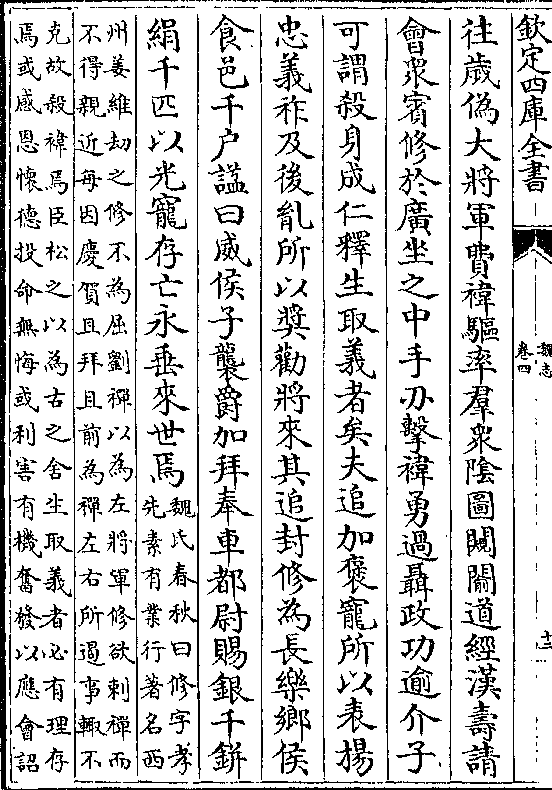 欽定四庫全書
魏志
卷四
十三
往歲偽大將軍費禕驅率羣衆陰圖闚𨵦道經漢壽請
會衆賓修於廣坐之中手刃擊禕勇過聶政功逾介子
可謂殺身成仁釋生取義者矣夫追加褒寵所以表揚
忠義祚及後胤所以奬勸將來其追封修為長樂鄉侯
食邑千户諡曰威侯子襲爵加拜奉車都尉賜銀千鉼
絹千匹以光寵存亡永垂來世焉
魏氏春秋曰修字孝
先素有業行著名西
州姜維劫之修不為屈劉禪以為左將軍修欲刺禪而
不得親近每因慶賀且拜且前為禪左右所遏事輒不
克故殺禕焉臣松之以為古之舍生取義者必有理存
焉或感恩懷德投命無悔或利害有機奮發以應會詔